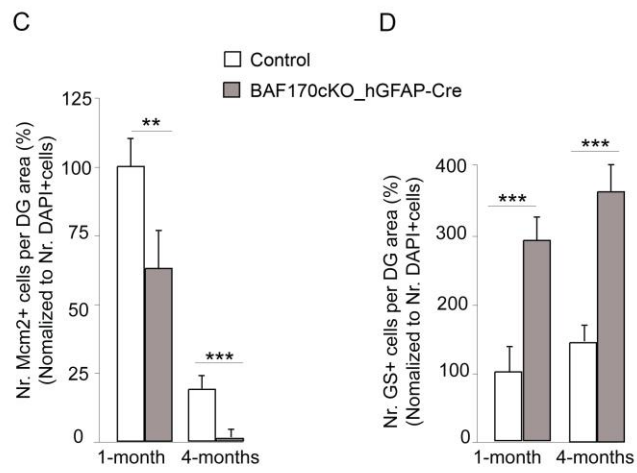 C
D
Control
BAF170cKO_hGFAP-Cre
Nr. Mcm2+ cells per DG area (%)
(Nomalized to Nr. DAPI+cells)
125
100
75
50
25
0
**
***
1-month 4-months
Nr. GS+ cells per DG area (%)
(Nomalized to Nr. DAPI+cells)
400
300
200
100
0
***
***
1-month 4-months